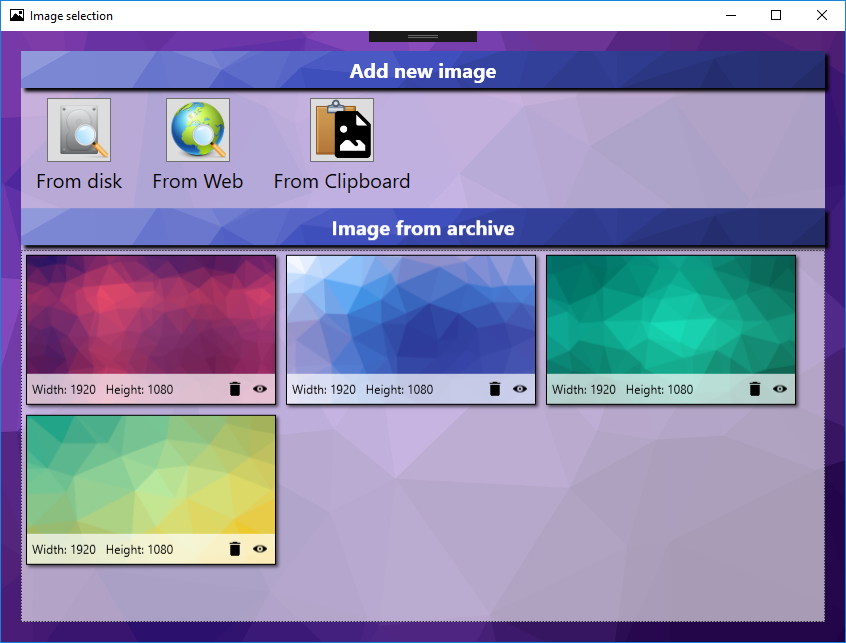 Image selection
Add new image
From disk From Web From Clipboard
Image from archive
Width: 1920 Height: 1080 Width: 1920 Height: 1080 Width: 1920 Height: 1080
Width: 1920 Height: 1080